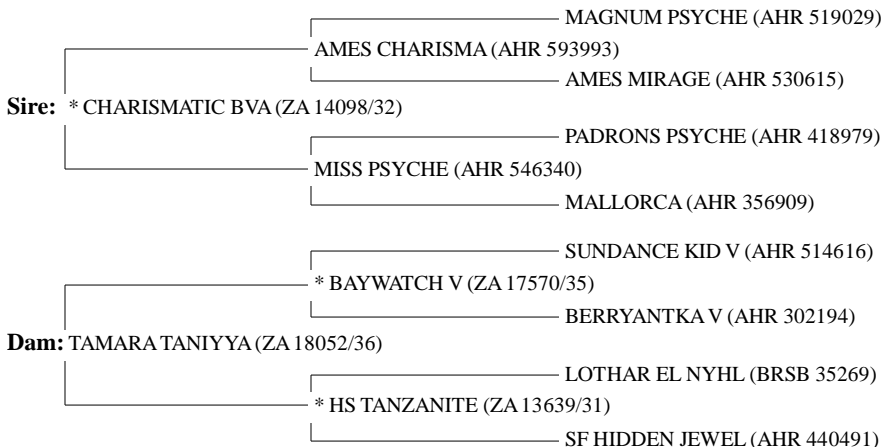 MAGNUM PSYCHE (AHR 519029)
AMES CHARISMA (AHR 593993)
AMES MIRAGE (AHR 530615)
Sire: * CHARISMATIC BVA (ZA 14098/32)
PADRONS PSYCHE (AHR 418979)
MISS PSYCHE (AHR 546340)
MALLORCA (AHR 356909)
SUNDANCE KID V (AHR 514616)
* BAYWATCH V (ZA 17570/35)
BERRYANTKA V (AHR 302194)
Dam: TAMARA TANIYYA (ZA 18052/36)
LOTHAR EL NYHL (BRSB 35269)
* HS TANZANITE (ZA 13639/31)
SF HIDDEN JEWEL (AHR 440491)